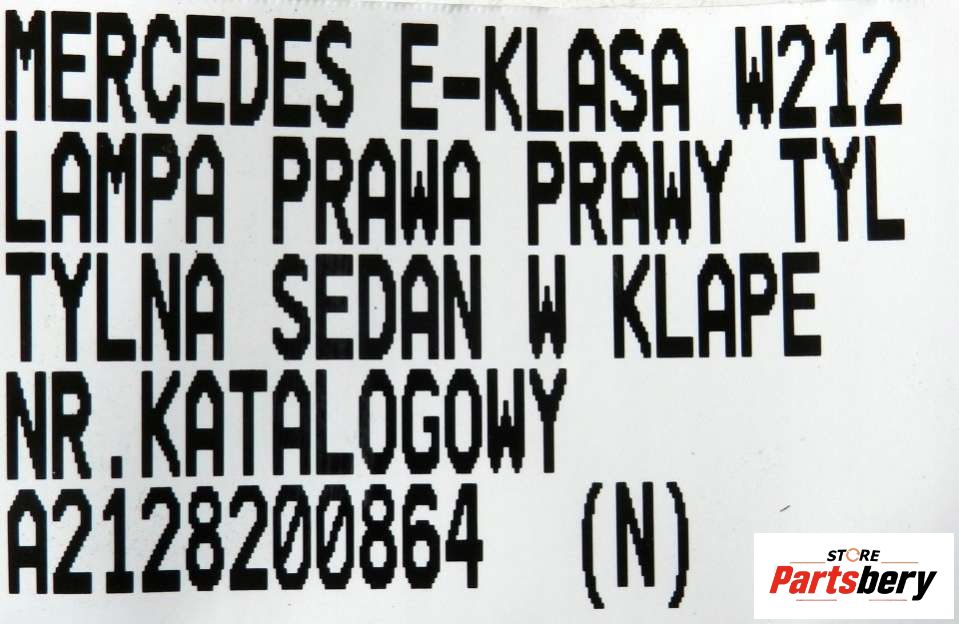 MERCEDES E-KLASA W212
LAMPA PRAWA PRAWY TYL
TYLNA SEDAN W KLAPE
NR.KATALOGOWY
A2128200864 (N)
STORE
Partsbery